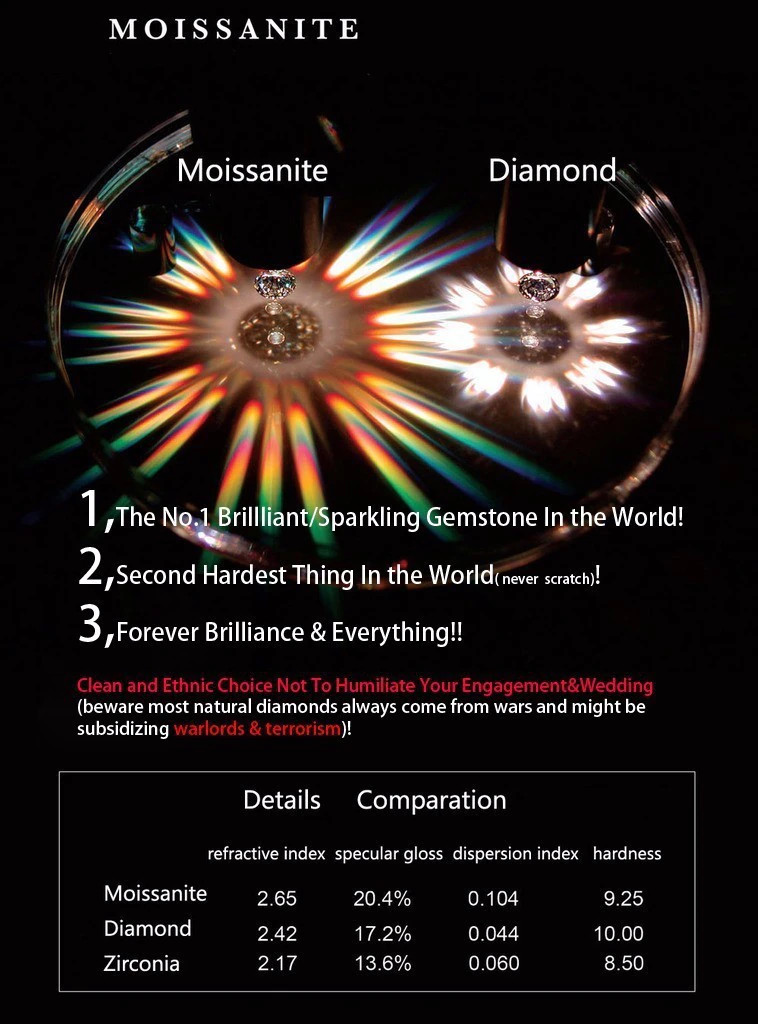 MOISSANITE
Moissanite Diamond
1,The No.1 Brillliant/Sparkling Gemstone In the World!
2,Second Hardest Thing In the World( never scratch)!
3,Forever Brilliance & Everything!!
Clean and Ethnic Choice Not To Humiliate Your Engagement&Wedding
(beware most natural diamonds always come from wars and might be
subsidizing warlords & terrorism)!
Details Comparation
refractive index specular gloss dispersion index hardness
Moissanite 2.65 20.4% 0.104 9.25
Diamond 2.42 17.2% 0.044 10.00
Zirconia 2.17 13.6% 0.060 8.50